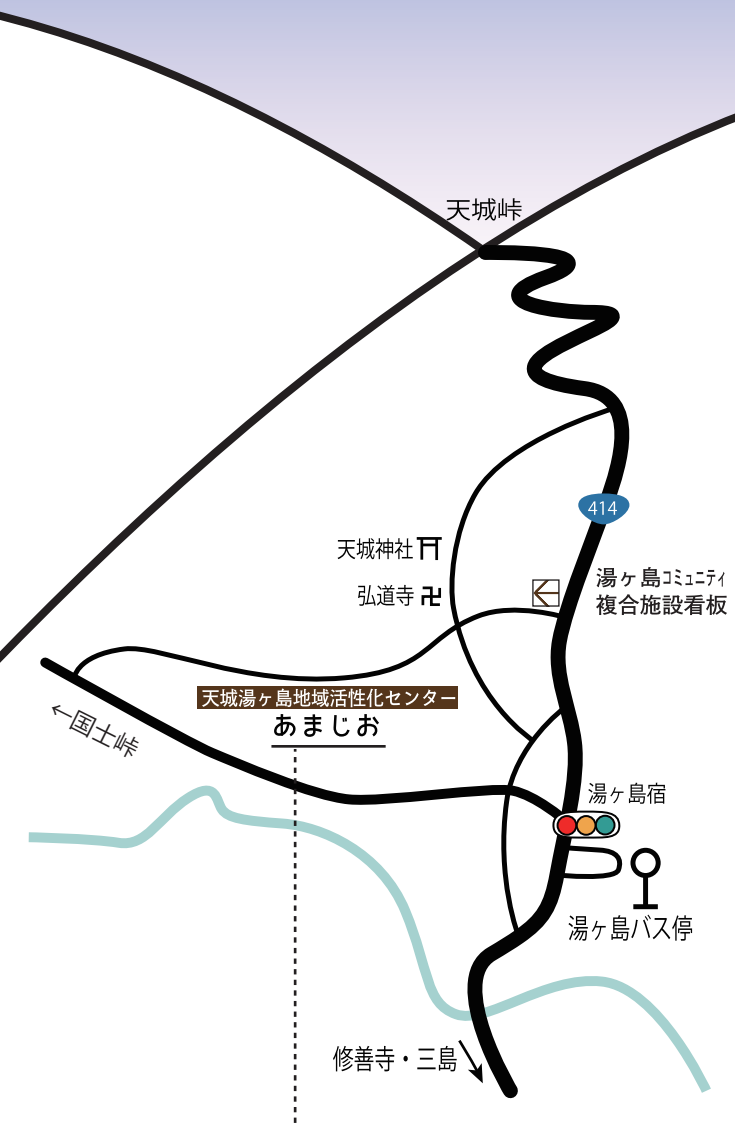 天城峠
414
天城神社
弘道寺
湯ヶ島コミュニティ
複合施設看板
天城湯ヶ島地域活性化センター
あまじお
←国士峠
湯ヶ島宿
湯ヶ島バス停
修善寺・三島